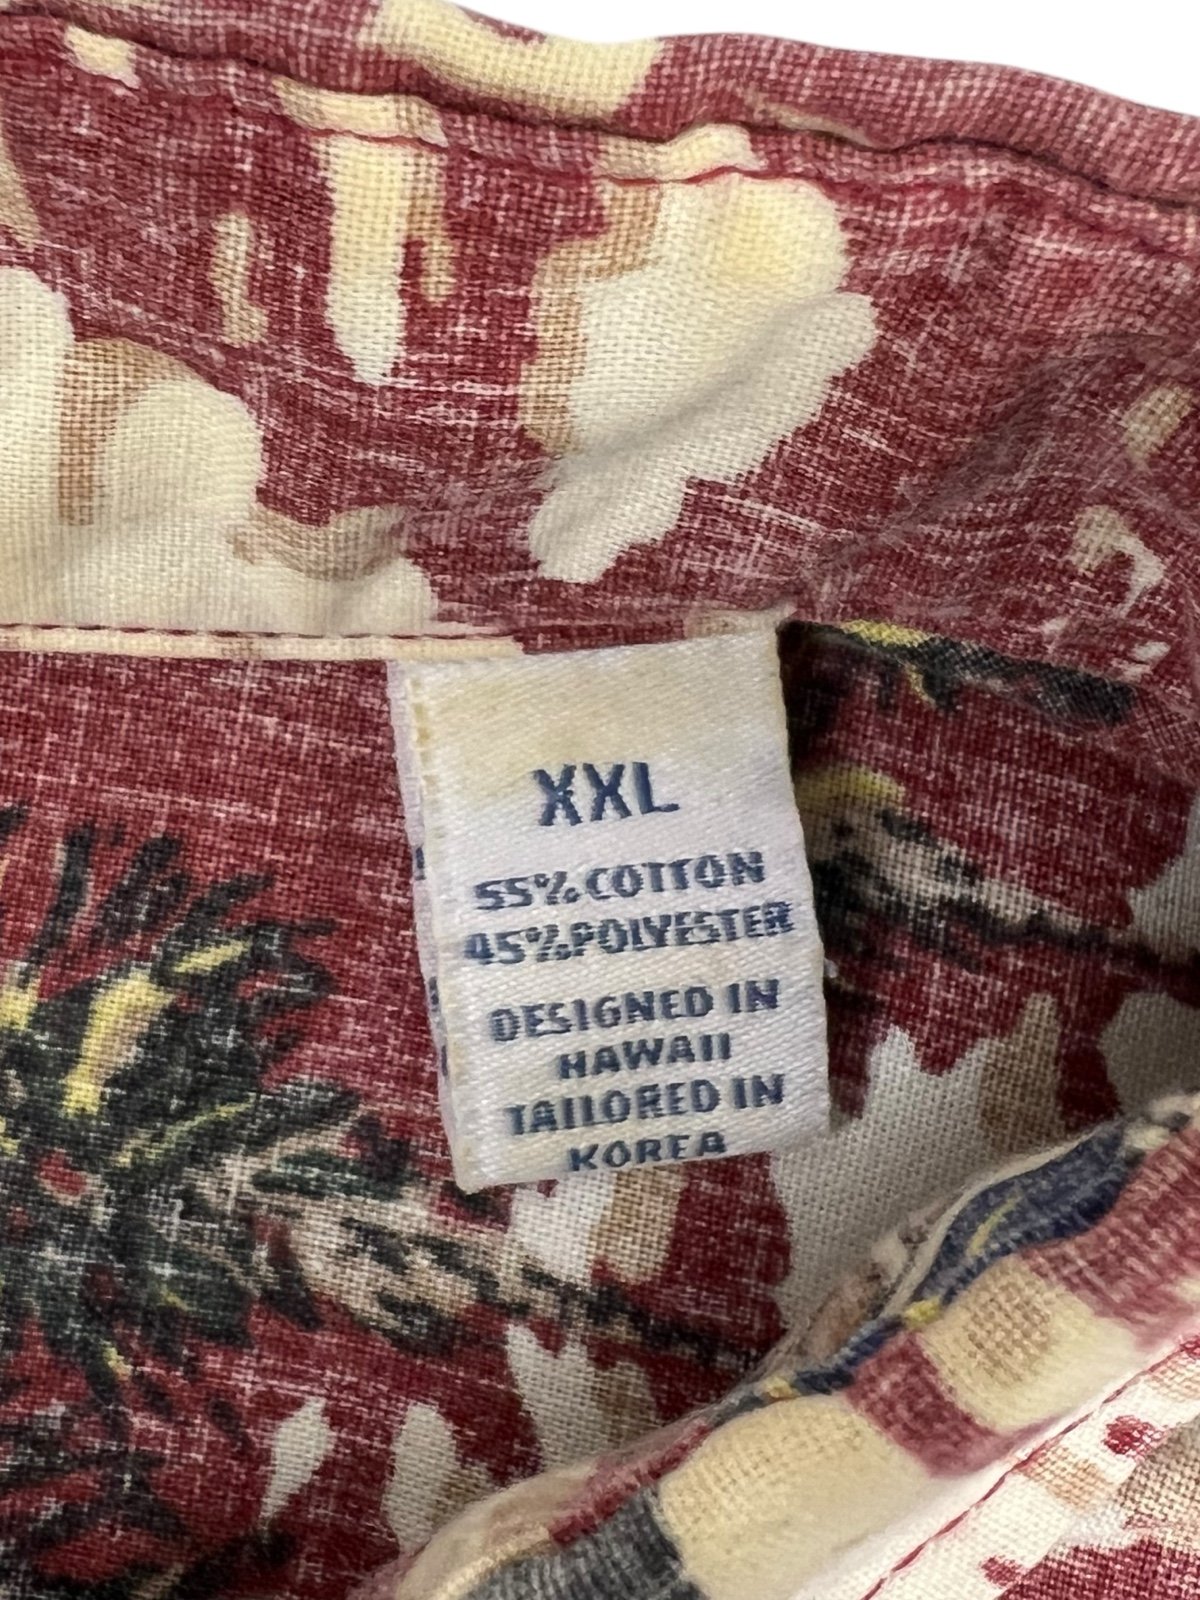 XXL
55% COTTON
45% POLYESTER
DESIGNED IN
HAWAII
TAILORED IN
KOREA